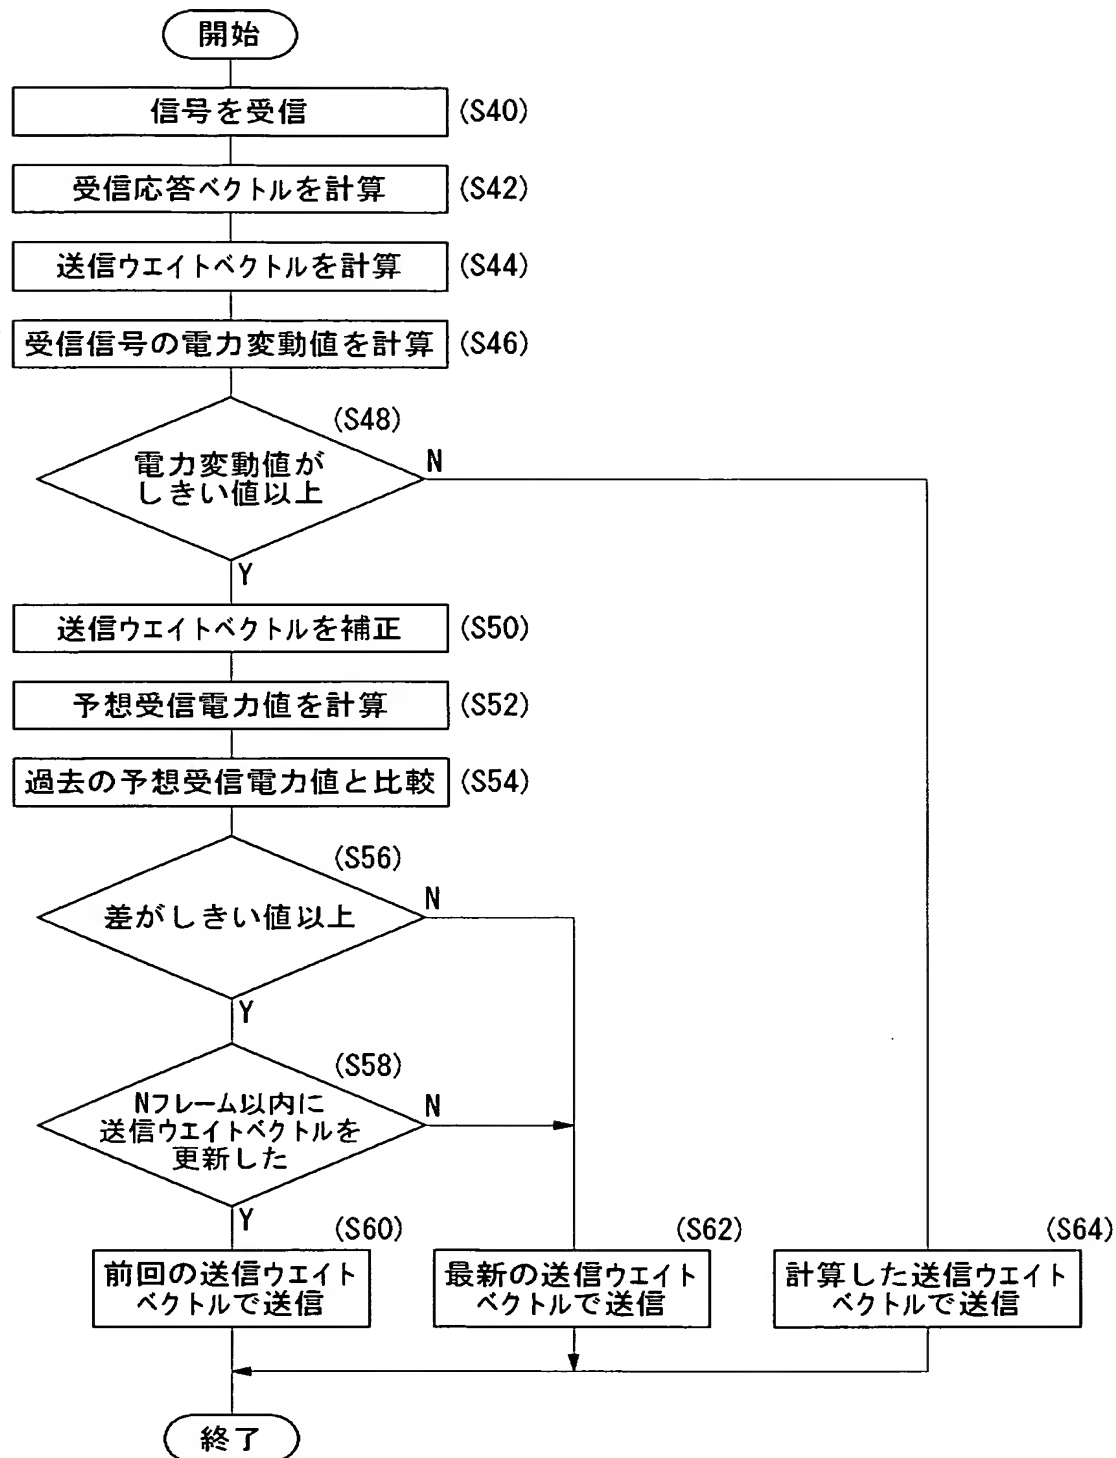 開始
信号を受信 (S40)
受信応答ベクトルを計算 (S42)
送信ウエイトベクトルを計算 (S44)
受信信号の電力変動値を計算 (S46)
(S48)
電力変動値が
しきい値以上
N
Y
送信ウエイトベクトルを補正 (S50)
予想受信電力値を計算 (S52)
過去の予想受信電力値と比較 (S54)
(S56)
差がしきい値以上
N
Y
(S58)
Nフレーム以内に
送信ウエイトベクトルを
更新した
N
Y
(S60)
前回の送信ウエイト
ベクトルで送信
(S62)
最新の送信ウエイト
ベクトルで送信
(S64)
計算した送信ウエイト
ベクトルで送信
終了